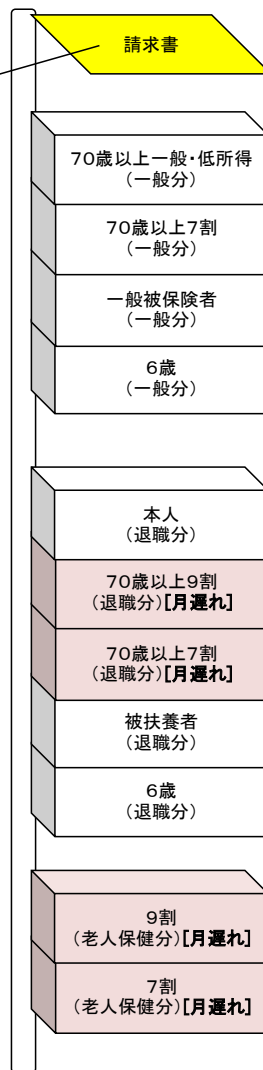 請求書
70歳以上一般・低所得
(一般分)
70歳以上7割
(一般分)
一般被保険者
(一般分)
6歳
(一般分)
本人
(退職分)
70歳以上9割
(退職分)[月遅れ]
70歳以上7割
(退職分)[月遅れ]
被扶養者
(退職分)
6歳
(退職分)
9割
(老人保健分)[月遅れ]
7割
(老人保健分)[月遅れ]